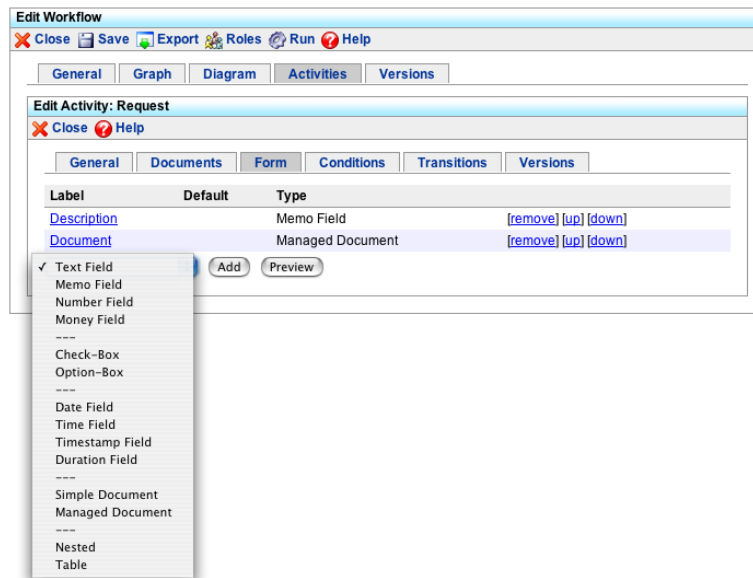 Edit Workflow
Close Save Export Roles Run Help
General Graph Diagram Activities Versions
Edit Activity: Request
Close Help
General Documents Form Conditions Transitions Versions
Label Default Type
Description Memo Field [remove] [up] [down]
Document Managed Document [remove] [up] [down]
✓ Text Field Add Preview
Memo Field
Number Field
Money Field
---
Check-Box
Option-Box
---
Date Field
Time Field
Timestamp Field
Duration Field
---
Simple Document
Managed Document
---
Nested
Table